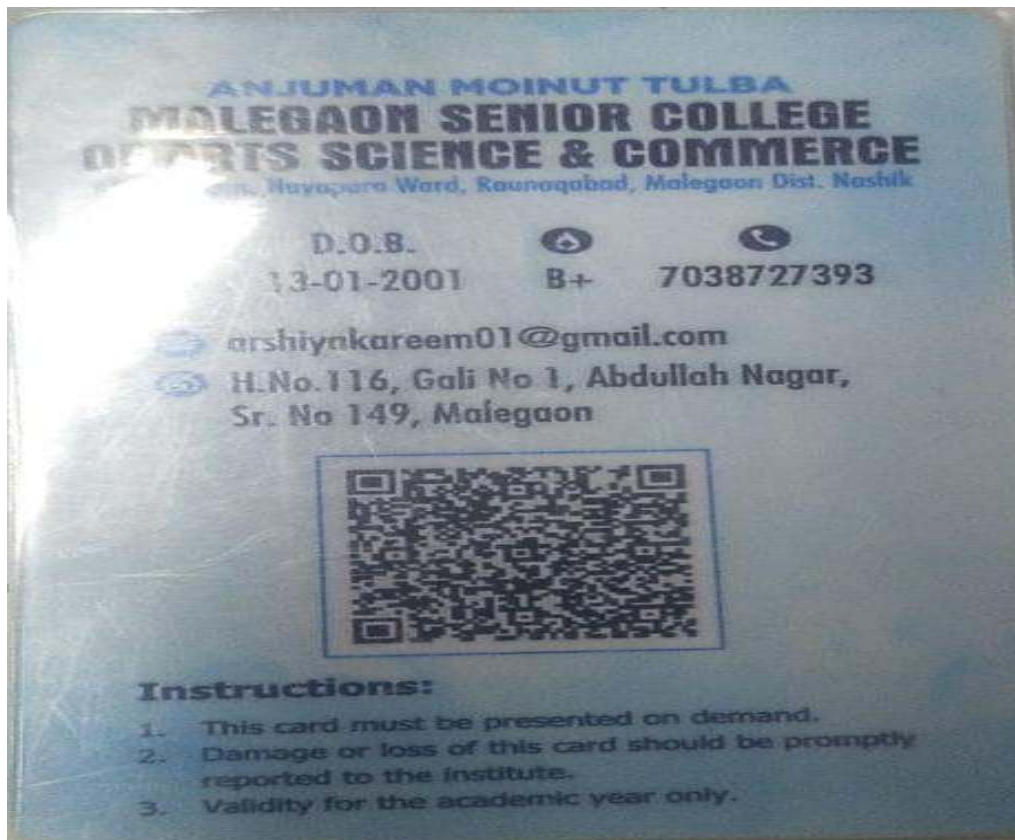 ANJUMAN MOINUT TULBA
MALEGAON SENIOR COLLEGE
OF ARTS SCIENCE & COMMERCE
Nayapura Ward, Raunaqabad, Malegaon Dist. Nashik
D.O.B.
13-01-2001 B+ 7038727393
arshiyakareem01@gmail.com
H.No.116, Gali No 1, Abdullah Nagar,
Sr. No 149, Malegaon
Instructions:
1. This card must be presented on demand.
2. Damage or loss of this card should be promptly
reported to the institute.
3. Validity for the academic year only.